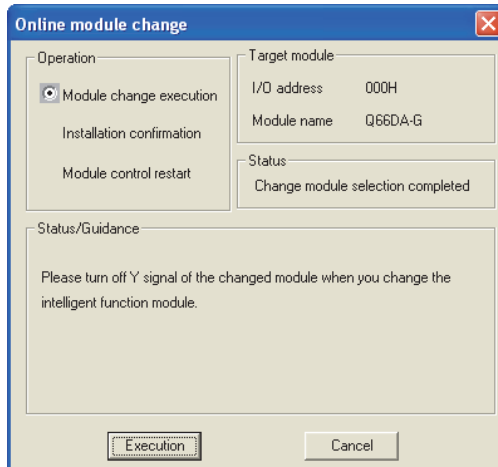 Online module change
Operation
Module change execution
Installation confirmation
Module control restart
Target module
I/O address 000H
Module name Q66DA-G
Status
Change module selection completed
Status/Guidance
Please turn off Y signal of the changed module when you change the
intelligent function module.
Execution Cancel